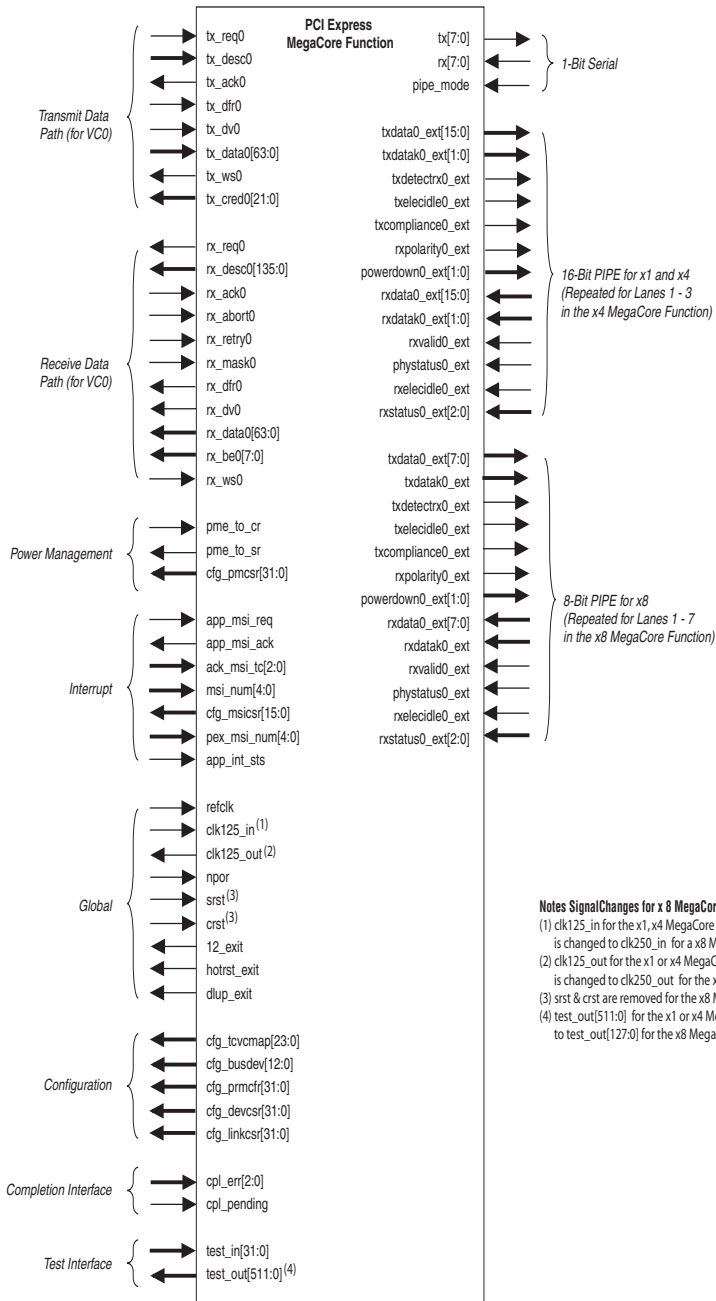 PCI Express
MegaCore Function
Transmit Data
Path (for VC0)
tx_req0
tx_desc0
tx_ack0
tx_dfr0
tx_dv0
tx_data0[63:0]
tx_ws0
tx_cred0[21:0]
Receive Data
Path (for VC0)
rx_req0
rx_desc0[135:0]
rx_ack0
rx_abort0
rx_retry0
rx_mask0
rx_dfr0
rx_dv0
rx_data0[63:0]
rx_be0[7:0]
rx_ws0
Power Management
pme_to_cr
pme_to_sr
cfg_pmcsr[31:0]
Interrupt
app_msi_req
app_msi_ack
ack_msi_tc[2:0]
msi_num[4:0]
cfg_msicsr[15:0]
pex_msi_num[4:0]
app_int_sts
Global
refclk
clk125_in(1)
clk125_out(2)
npor
srst(3)
crst(3)
12_exit
hotrst_exit
dlup_exit
Configuration
cfg_tcvcmap[23:0]
cfg_busdev[12:0]
cfg_prmcfr[31:0]
cfg_devcsr[31:0]
cfg_linkcsr[31:0]
Completion Interface
cpl_err[2:0]
cpl_pending
Test Interface
test_in[31:0]
test_out[511:0](4)
tx[7:0]
rx[7:0]
pipe_mode
1-Bit Serial
txdata0_ext[15:0]
txdatak0_ext[1:0]
txdetectrx0_ext
txelecidle0_ext
txcompliance0_ext
rxpolarity0_ext
powerdown0_ext[1:0]
rxdata0_ext[15:0]
rxdatak0_ext[1:0]
rxvalid0_ext
phystatus0_ext
rxelecidle0_ext
rxstatus0_ext[2:0]
16-Bit PIPE for x1 and x4
(Repeated for Lanes 1 - 3
in the x4 MegaCore Function)
txdata0_ext[7:0]
txdatak0_ext
txdetectrx0_ext
txelecidle0_ext
txcompliance0_ext
rxpolarity0_ext
powerdown0_ext[1:0]
rxdata0_ext[7:0]
rxdatak0_ext
rxvalid0_ext
phystatus0_ext
rxelecidle0_ext
rxstatus0_ext[2:0]
8-Bit PIPE for x8
(Repeated for Lanes 1 - 7
in the x8 MegaCore Function)
Notes SignalChanges for x 8 MegaCor
(1) clk125_in for the x1, x4 MegaCore
is changed to clk250_in for a x8 M
(2) clk125_out for the x1 or x4 MegaC
is changed to clk250_out for the x
(3) srst & crst are removed for the x8 M
(4) test_out[511:0] for the x1 or x4 Me
to test_out[127:0] for the x8 Mega